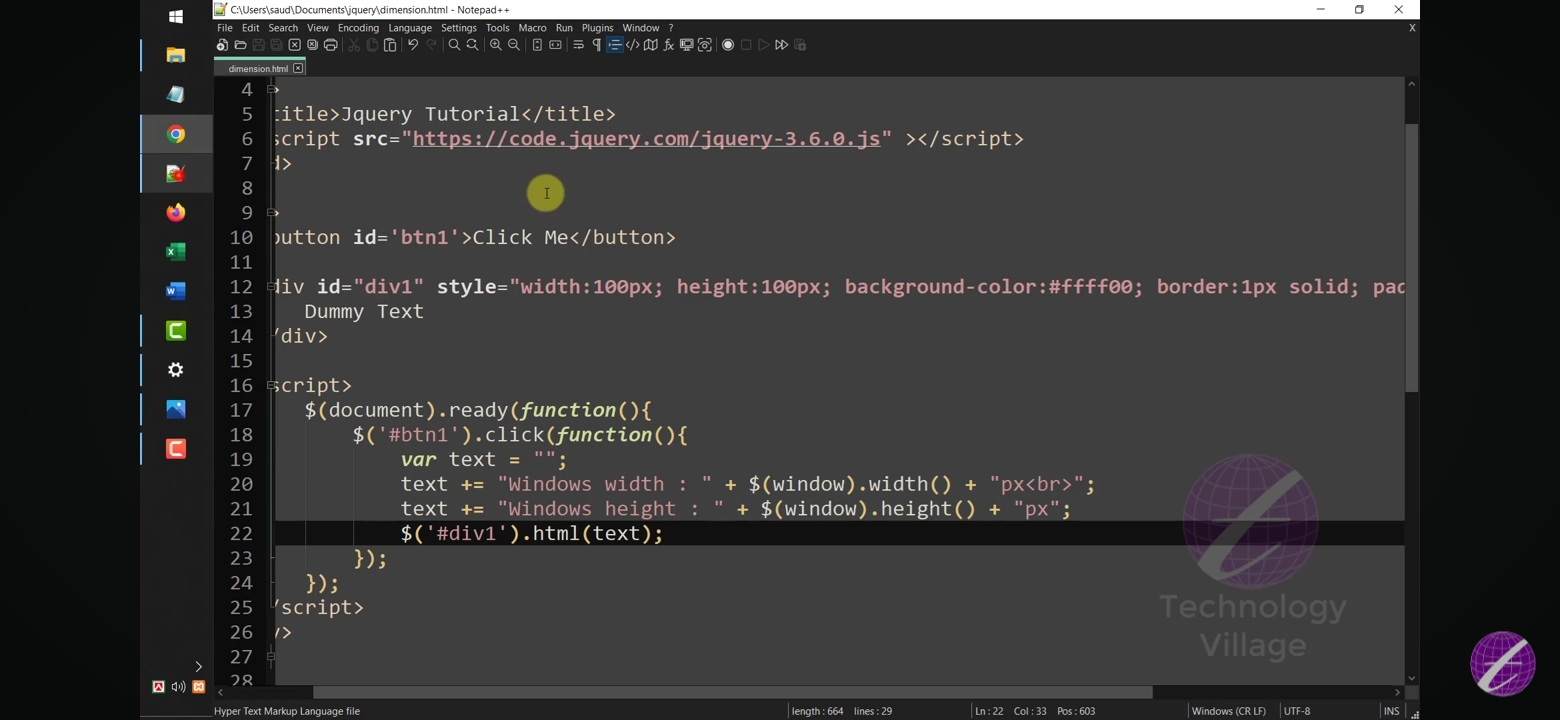 C:\Users\saud\Documents\jquery\dimension.html - Notepad++
File Edit Search View Encoding Language Settings Tools Macro Run Plugins Window ? X
dimension.html
4 >
5 title>Jquery Tutorial</title>
6 script src="https://code.jquery.com/jquery-3.6.0.js" ></script>
7 d>
8
9 >
10 button id='btn1'>Click Me</button>
11
12 div id="div1" style="width:100px; height:100px; background-color:#ffff00; border:1px solid; pad
13 Dummy Text
14 /div>
15
16 script>
17 $(document).ready(function(){
18 $('#btn1').click(function(){
19 var text = "";
20 text += "Windows width : " + $(window).width() + "px<br>";
21 text += "Windows height : " + $(window).height() + "px";
22 $('#div1').html(text);
23 });
24 });
25 /script>
26 y>
27
28
Technology
Village
Hyper Text Markup Language file length : 664 lines : 29 Ln : 22 Col : 33 Pos : 603 Windows (CR LF) UTF-8 INS